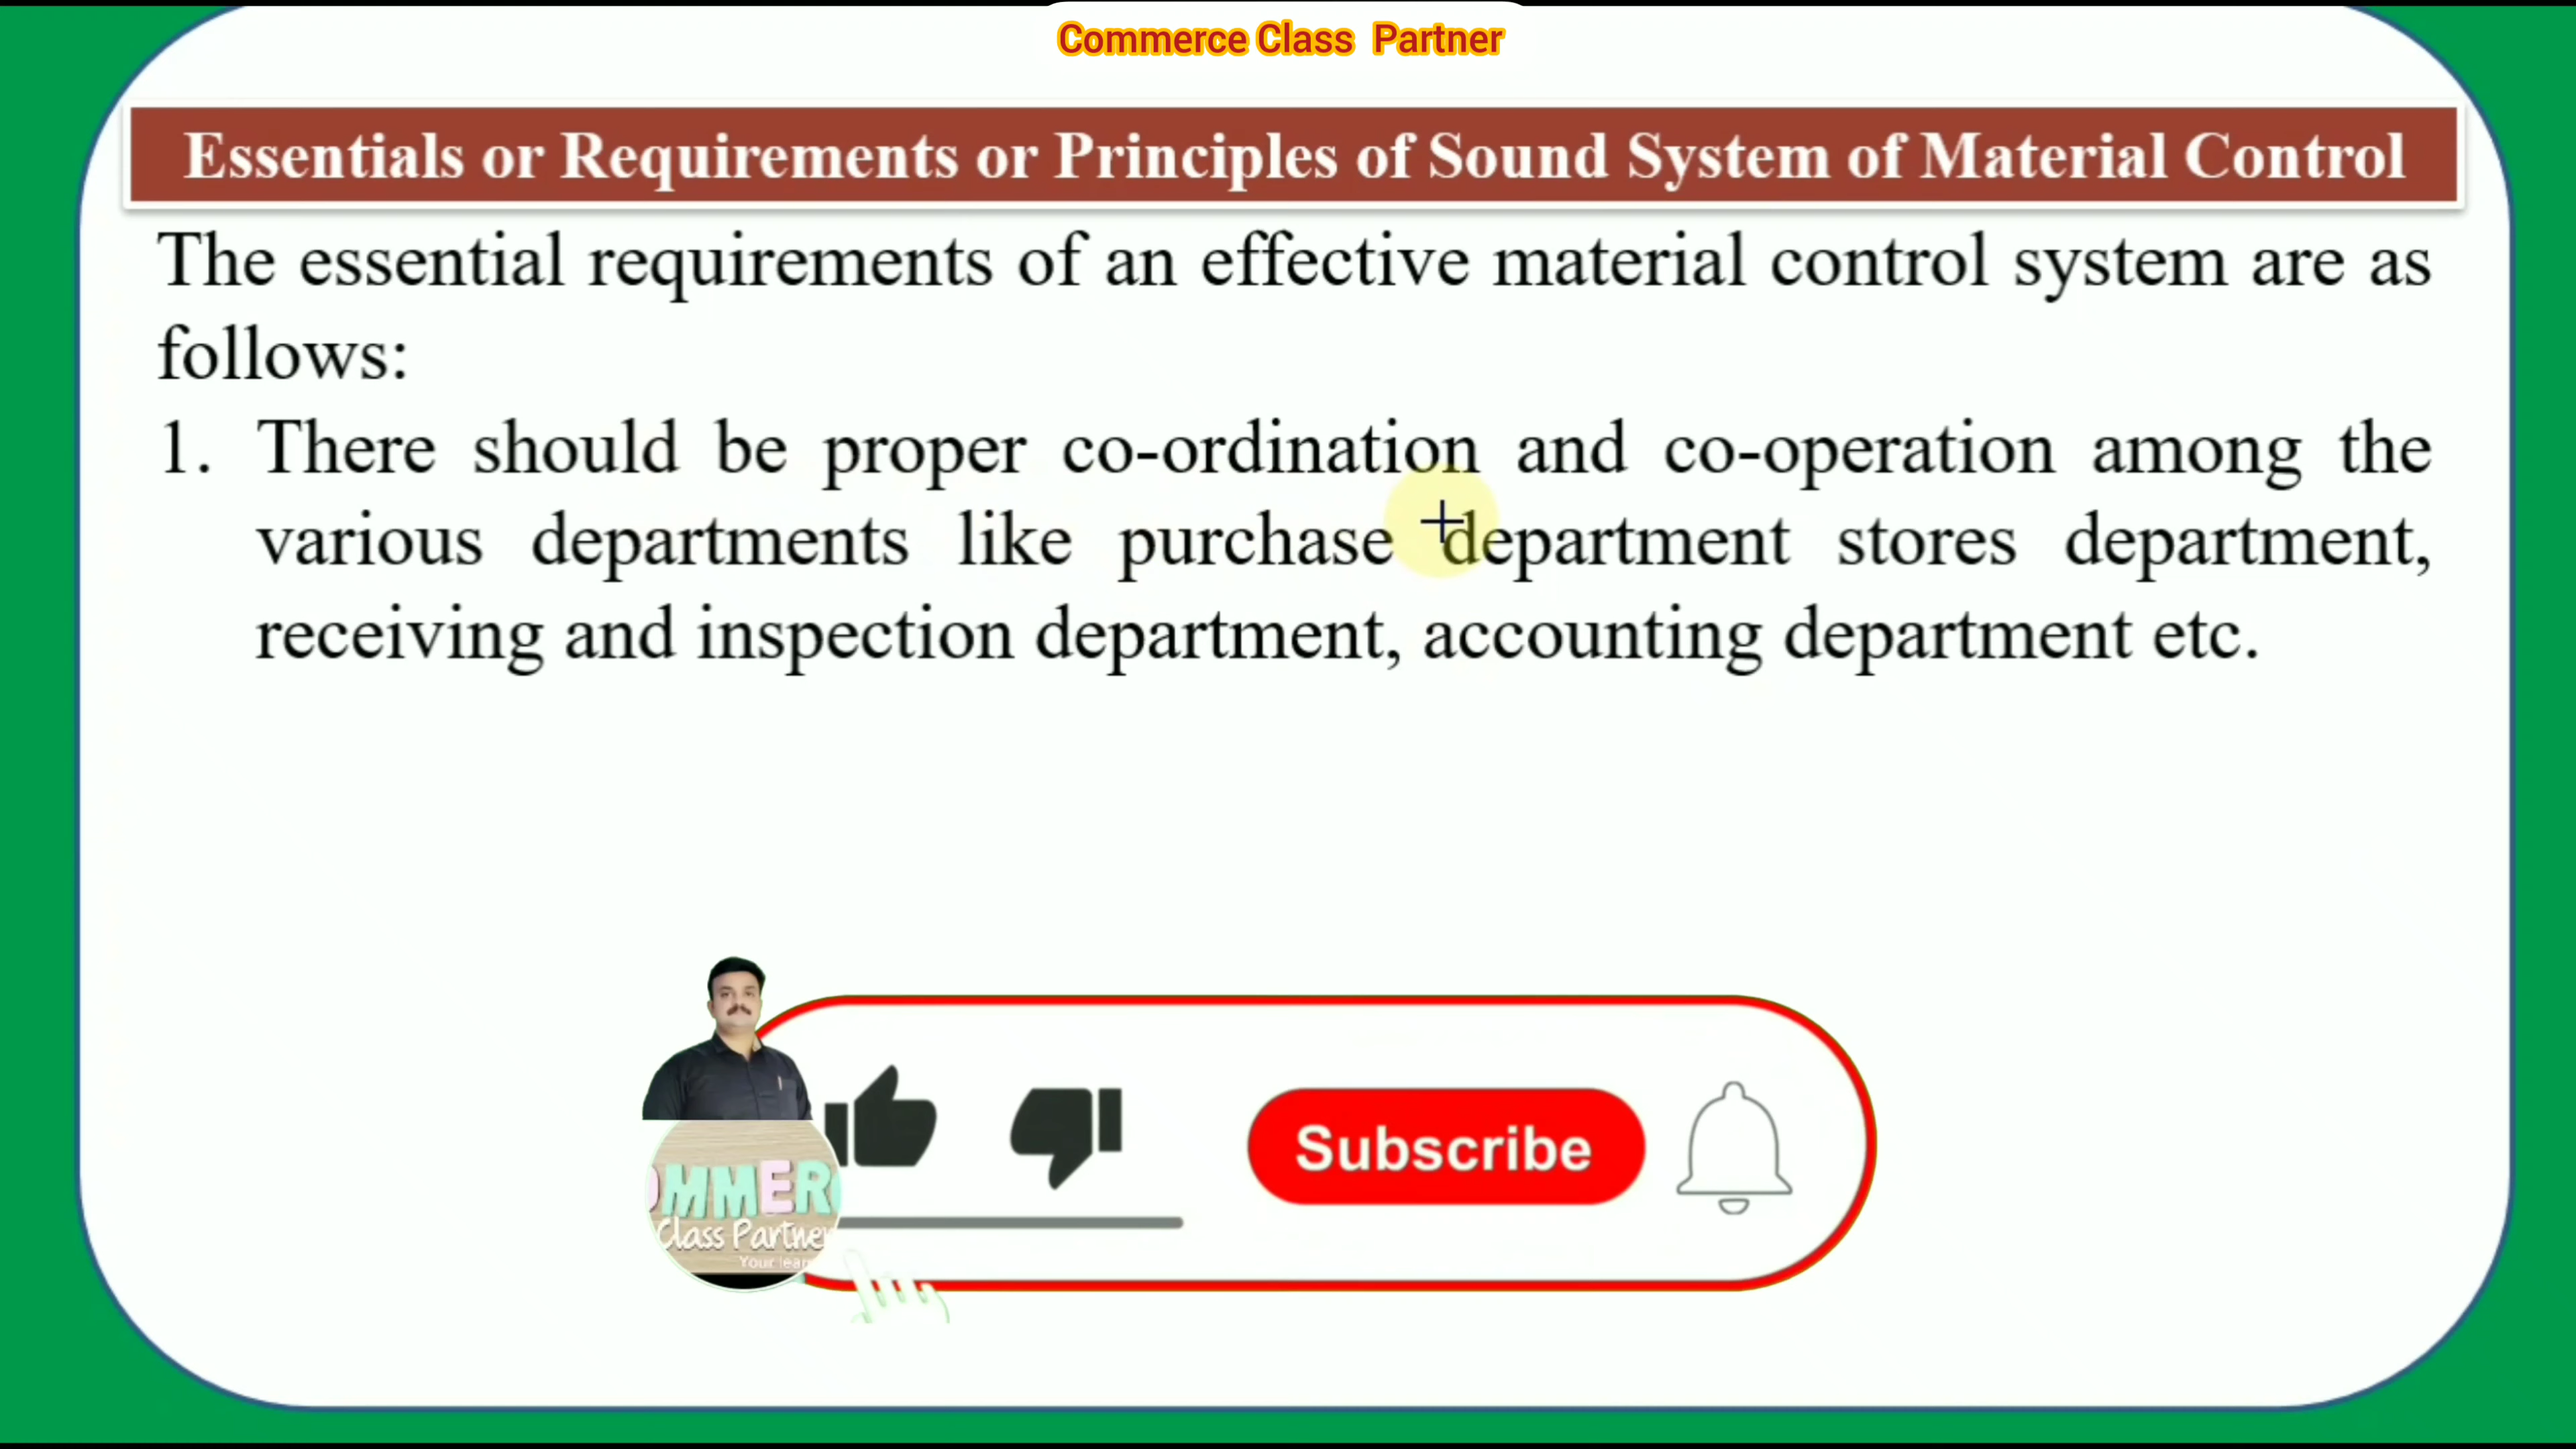 Commerce Class Partner
Essentials or Requirements or Principles of Sound System of Material Control
The essential requirements of an effective material control system are as
follows:
1. There should be proper co-ordination and co-operation among the
various departments like purchase department stores department,
receiving and inspection department, accounting department etc.
Subscribe
Class Partner